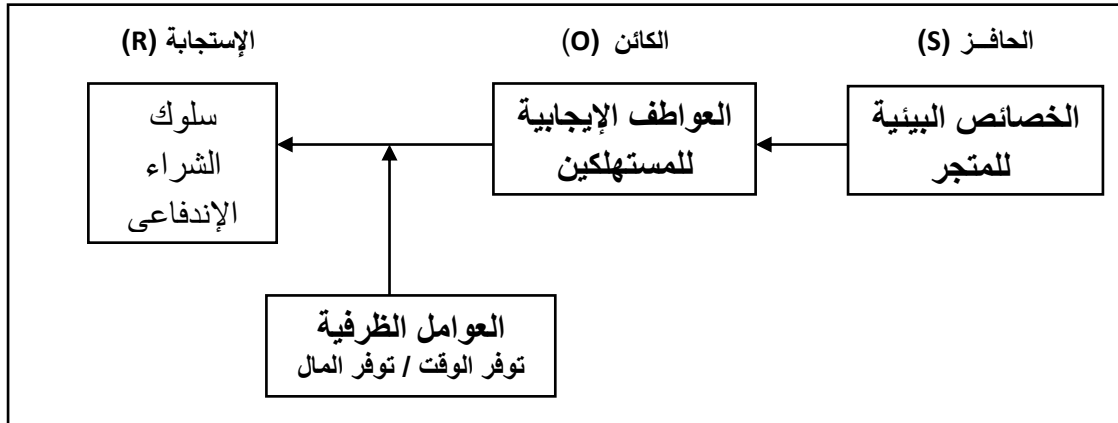 الحافــز (S)
الكائن (O)
الإستجابة (R)
الخصائص البيئية
للمتجر
العواطف الإيجابية
للمستهلكين
سلوك
الشراء
الإندفاعى
العوامل الظرفية
توفر الوقت / توفر المال